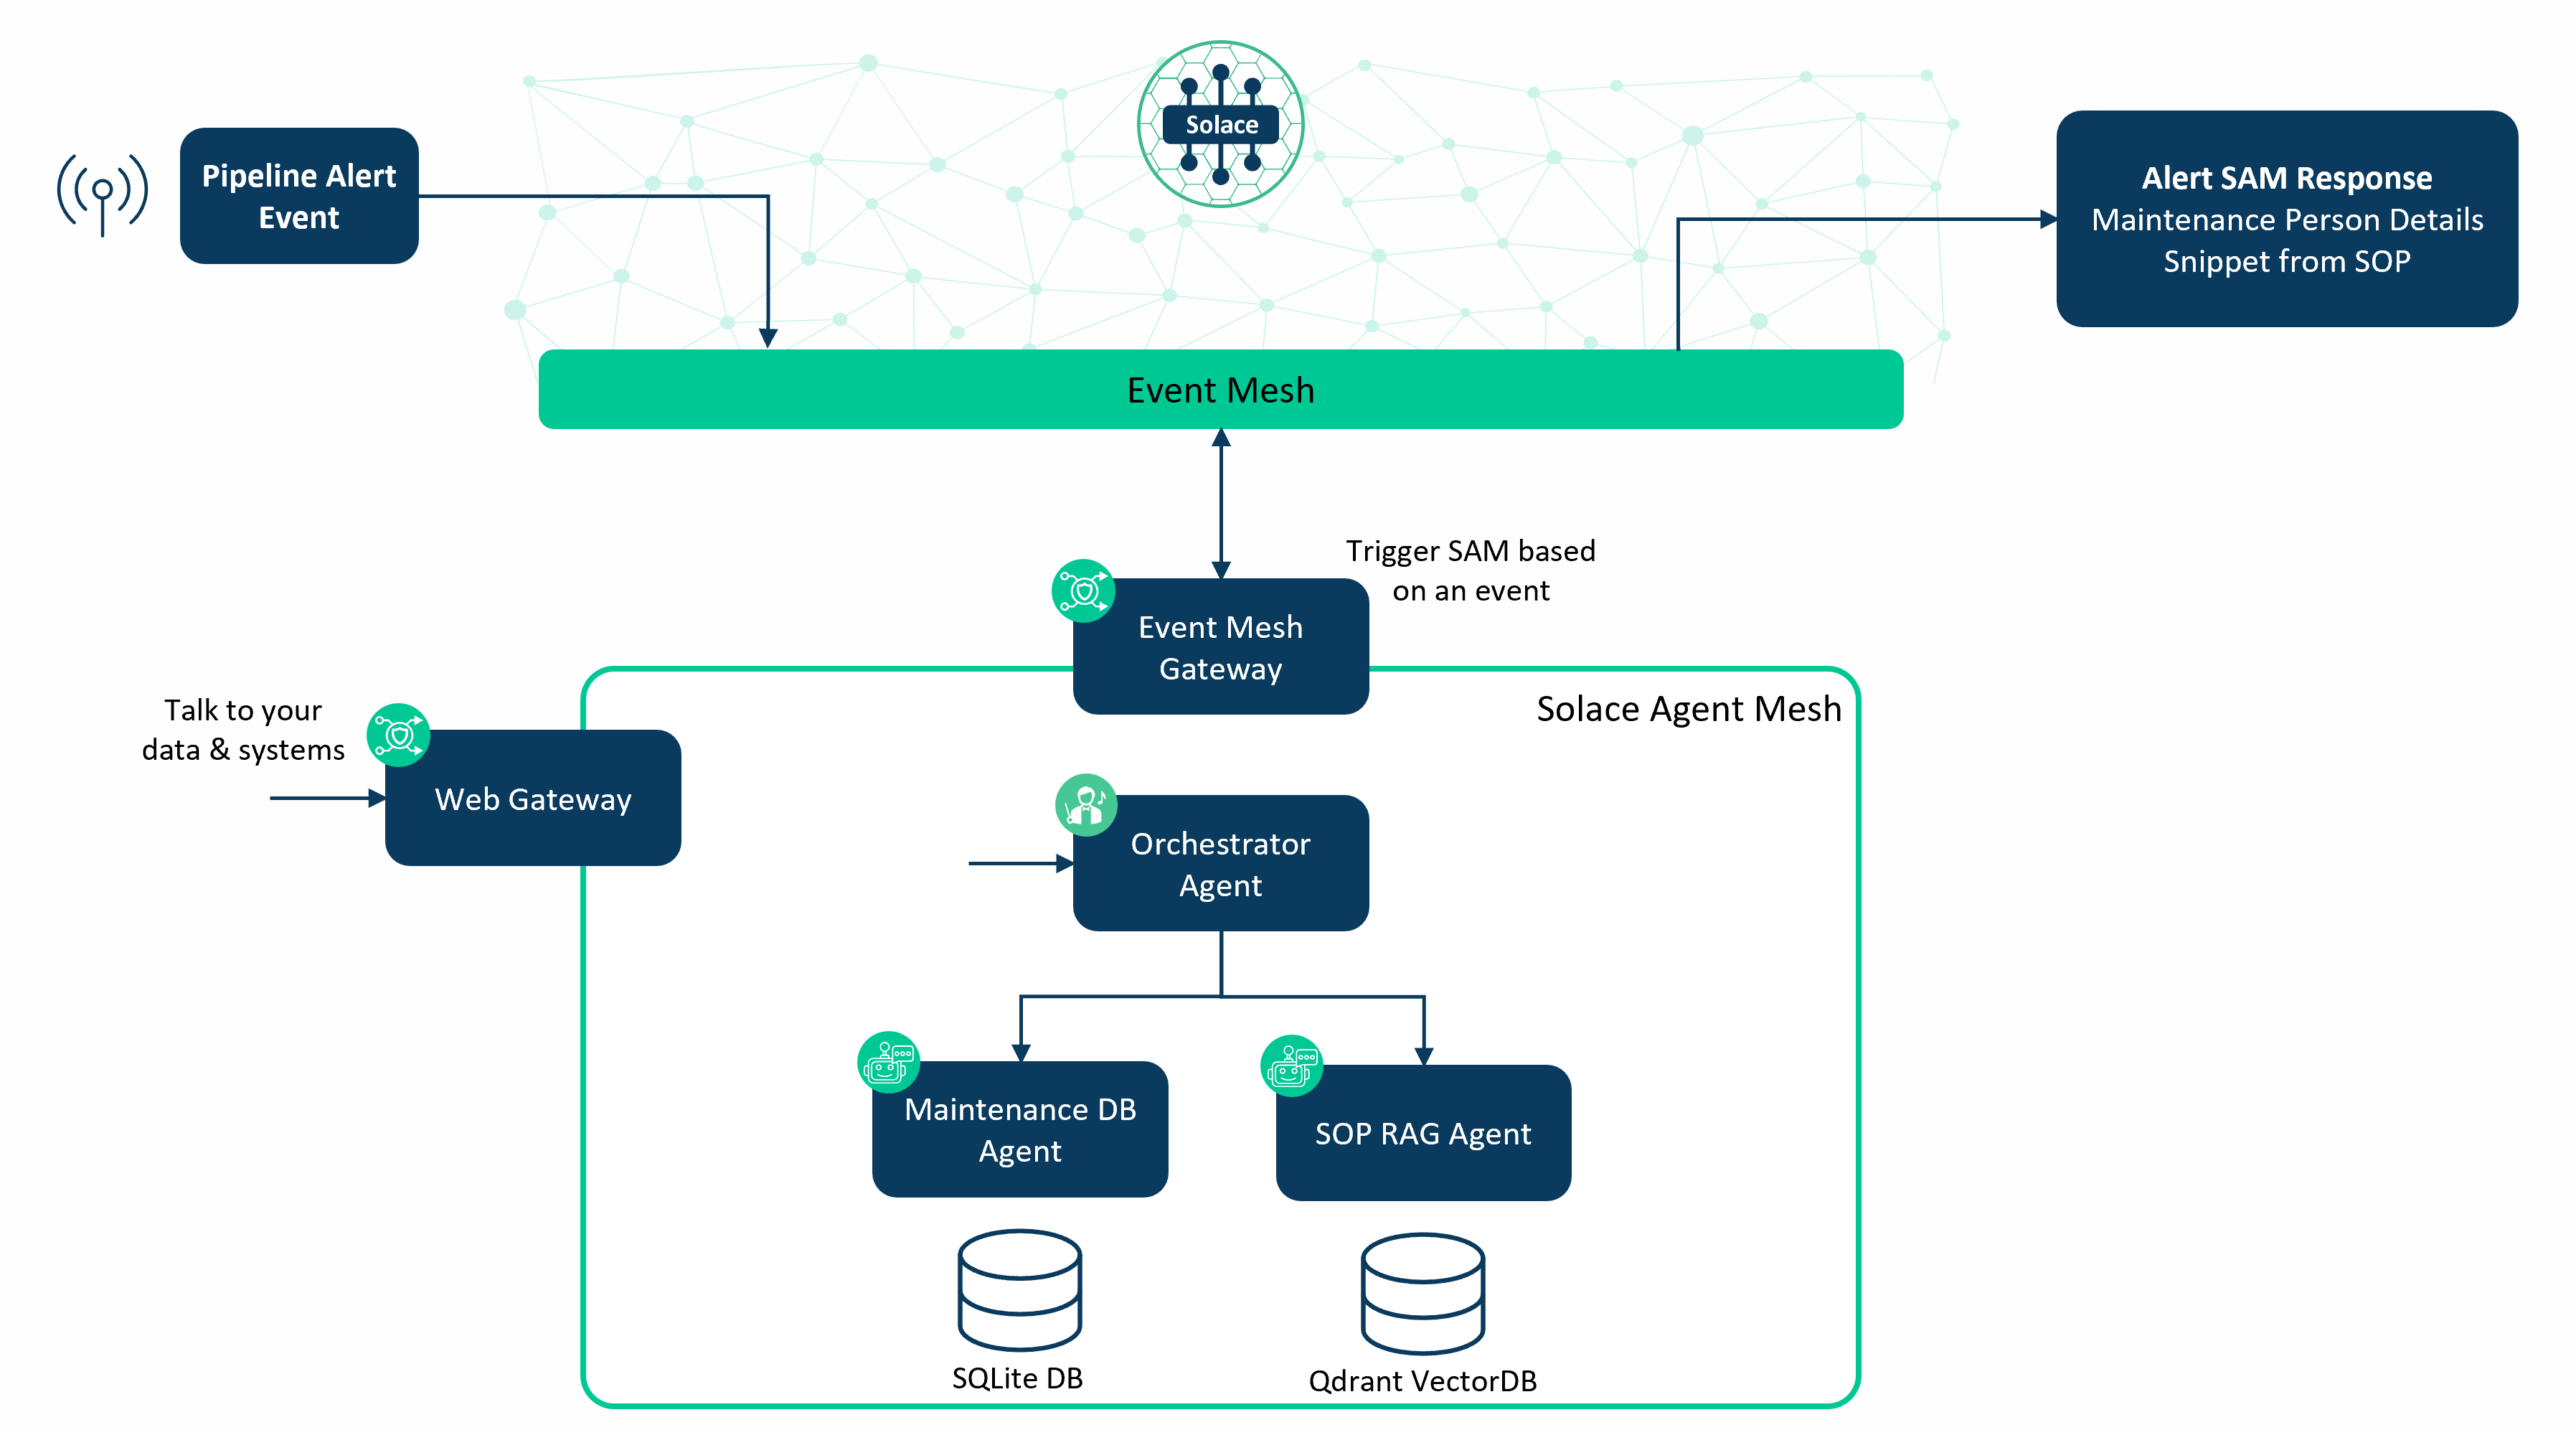 Solace
Pipeline Alert
Event
Alert SAM Response
Maintenance Person Details
Snippet from SOP
Event Mesh
Trigger SAM based
on an event
Event Mesh
Gateway
Solace Agent Mesh
Talk to your
data & systems
Web Gateway
Orchestrator
Agent
Maintenance DB
Agent
SOP RAG Agent
SQLite DB
Qdrant VectorDB